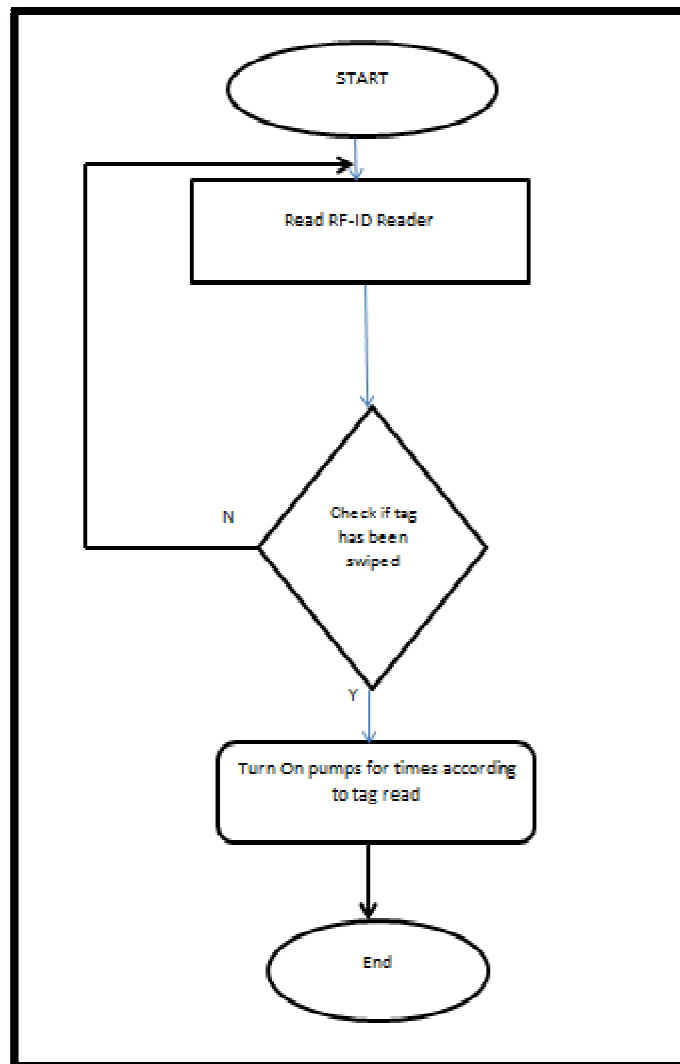 START
Read RF-ID Reader
Check if tag
has been
swiped
N
Y
Turn On pumps for times according
to tag read
End